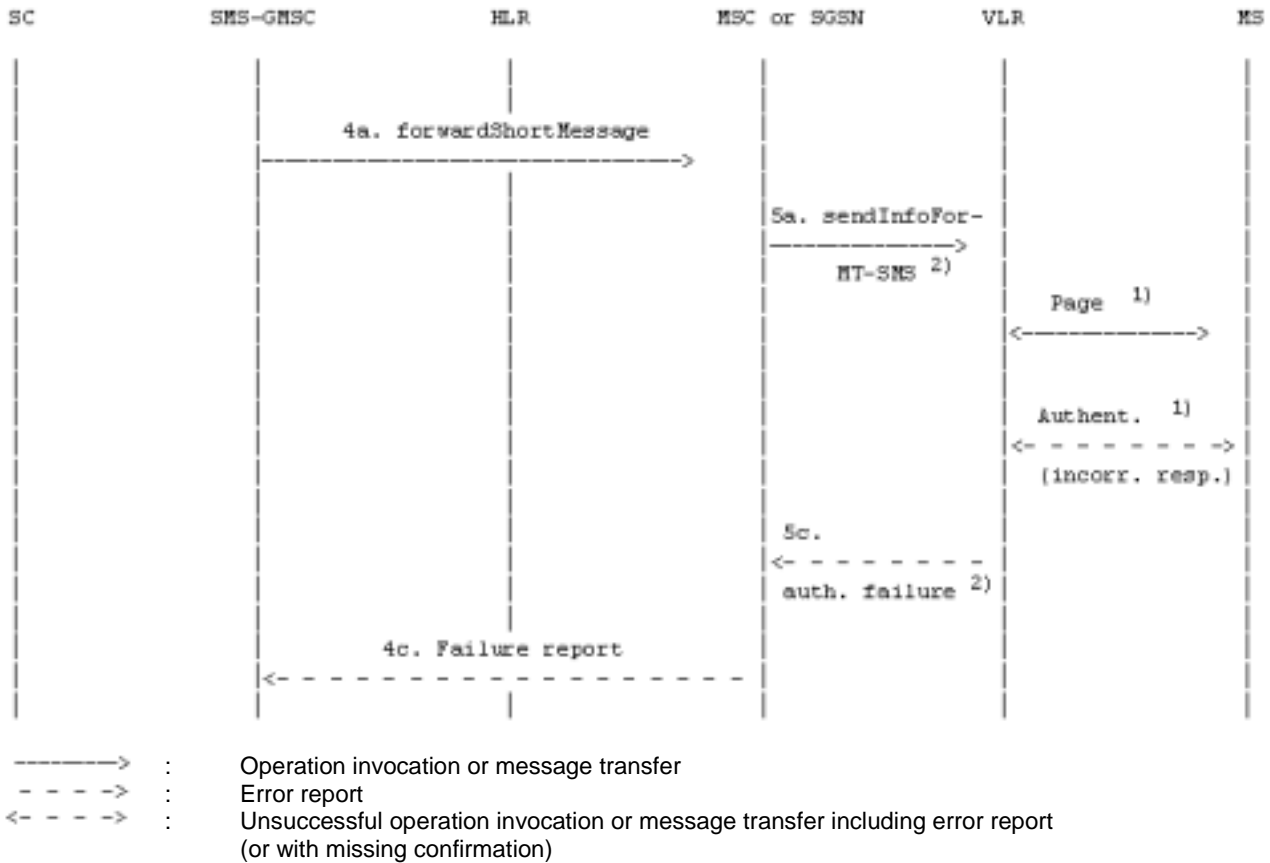 SC SMS-GMSC HLR MSC or SGSN VLR MS
4a. forwardShortMessage
5a. sendInfoFor-
MT-SMS 2)
Page 1)
Authent. 1)
(incorr. resp.)
5c.
auth. failure 2)
4c. Failure report
: Operation invocation or message transfer
: Error report
: Unsuccessful operation invocation or message transfer including error report
(or with missing confirmation)